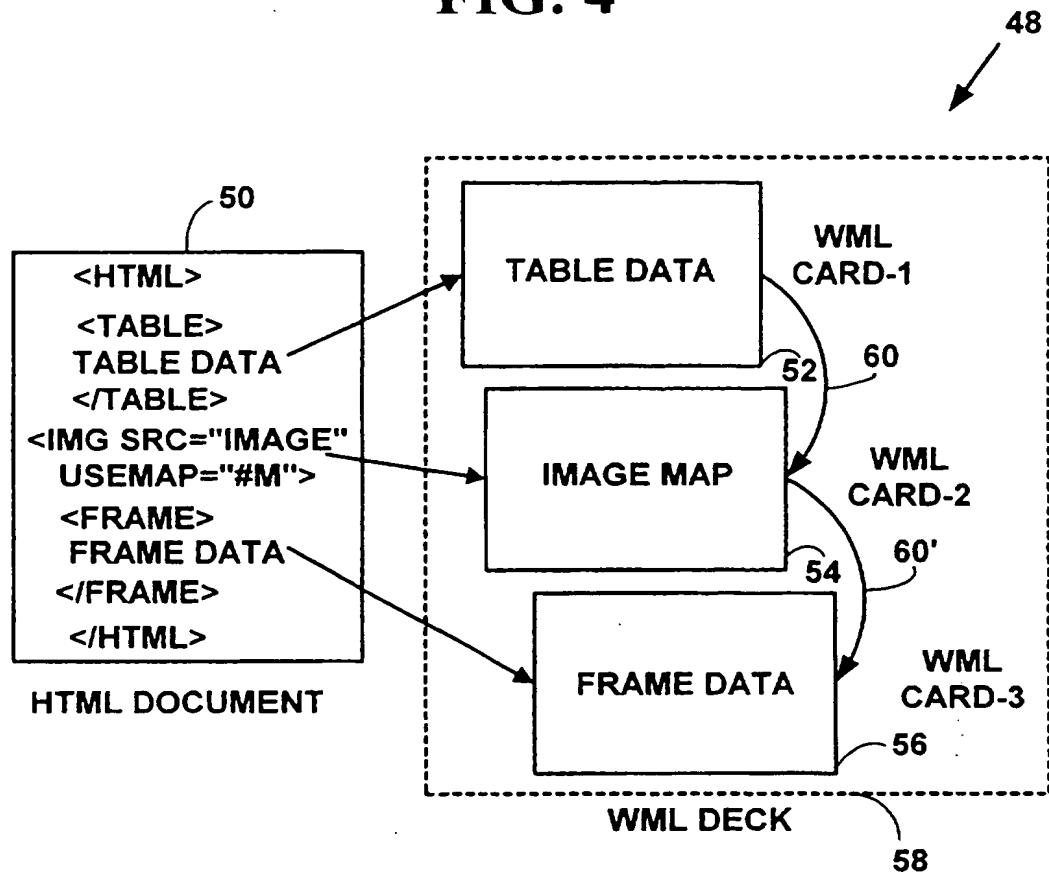 FIG. 4
48
50
<HTML>
<TABLE>
TABLE DATA
</TABLE>
<IMG SRC="IMAGE"
USEMAP="#M">
<FRAME>
FRAME DATA
</FRAME>
</HTML>
HTML DOCUMENT
TABLE DATA
WML
CARD-1
52
60
IMAGE MAP
WML
CARD-2
54
60'
FRAME DATA
WML
CARD-3
56
WML DECK
58